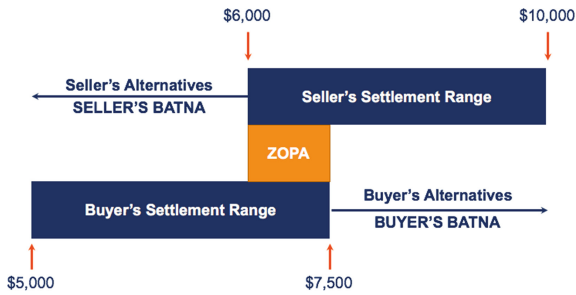 $6,000
$10,000
Seller's Alternatives
SELLER'S BATNA
Seller's Settlement Range
ZOPA
Buyer's Settlement Range
Buyer's Alternatives
BUYER'S BATNA
$5,000
$7,500